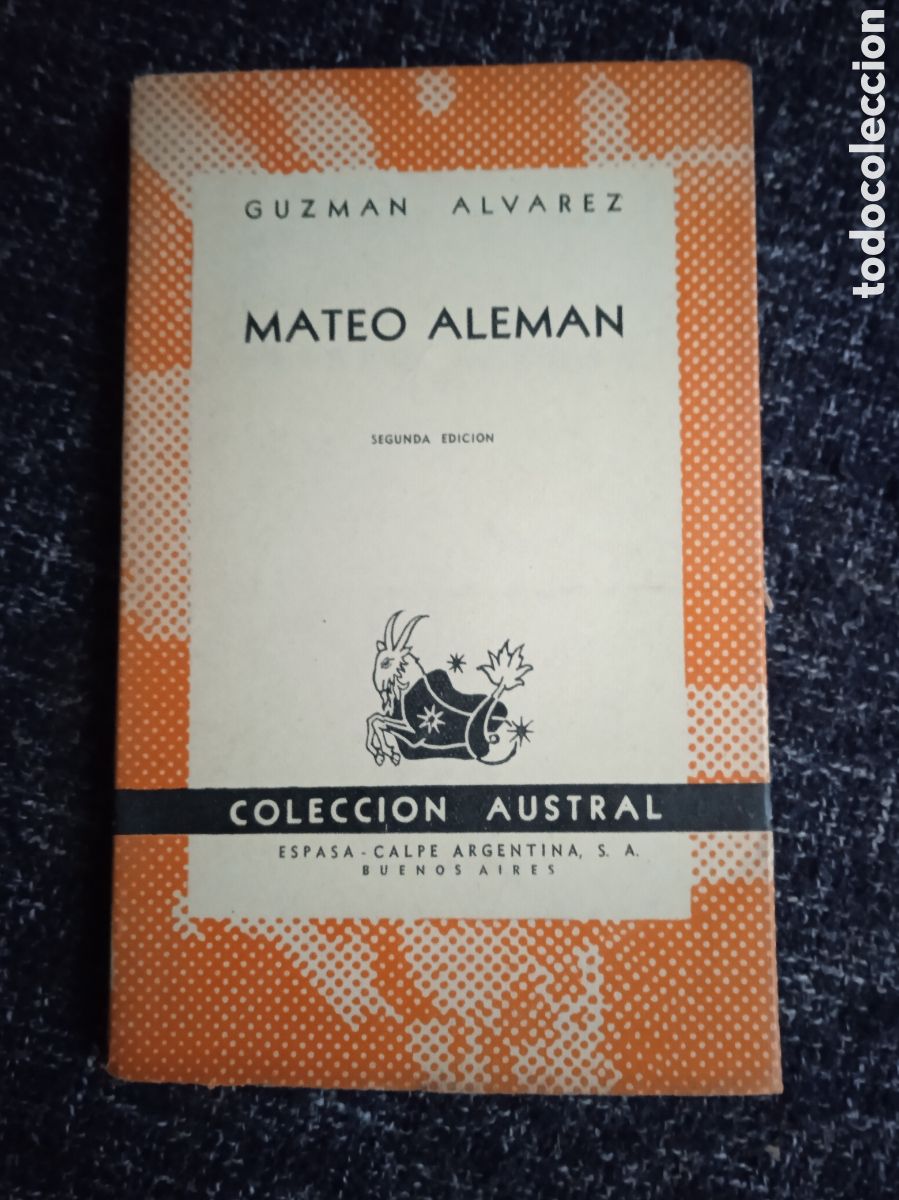 GUZMAN ALVAREZ
MATEO ALEMAN
SEGUNDA EDICION
COLECCION AUSTRAL
ESPASA - CALPE ARGENTINA, S. A.
BUENOS AIRES
todocoleccion